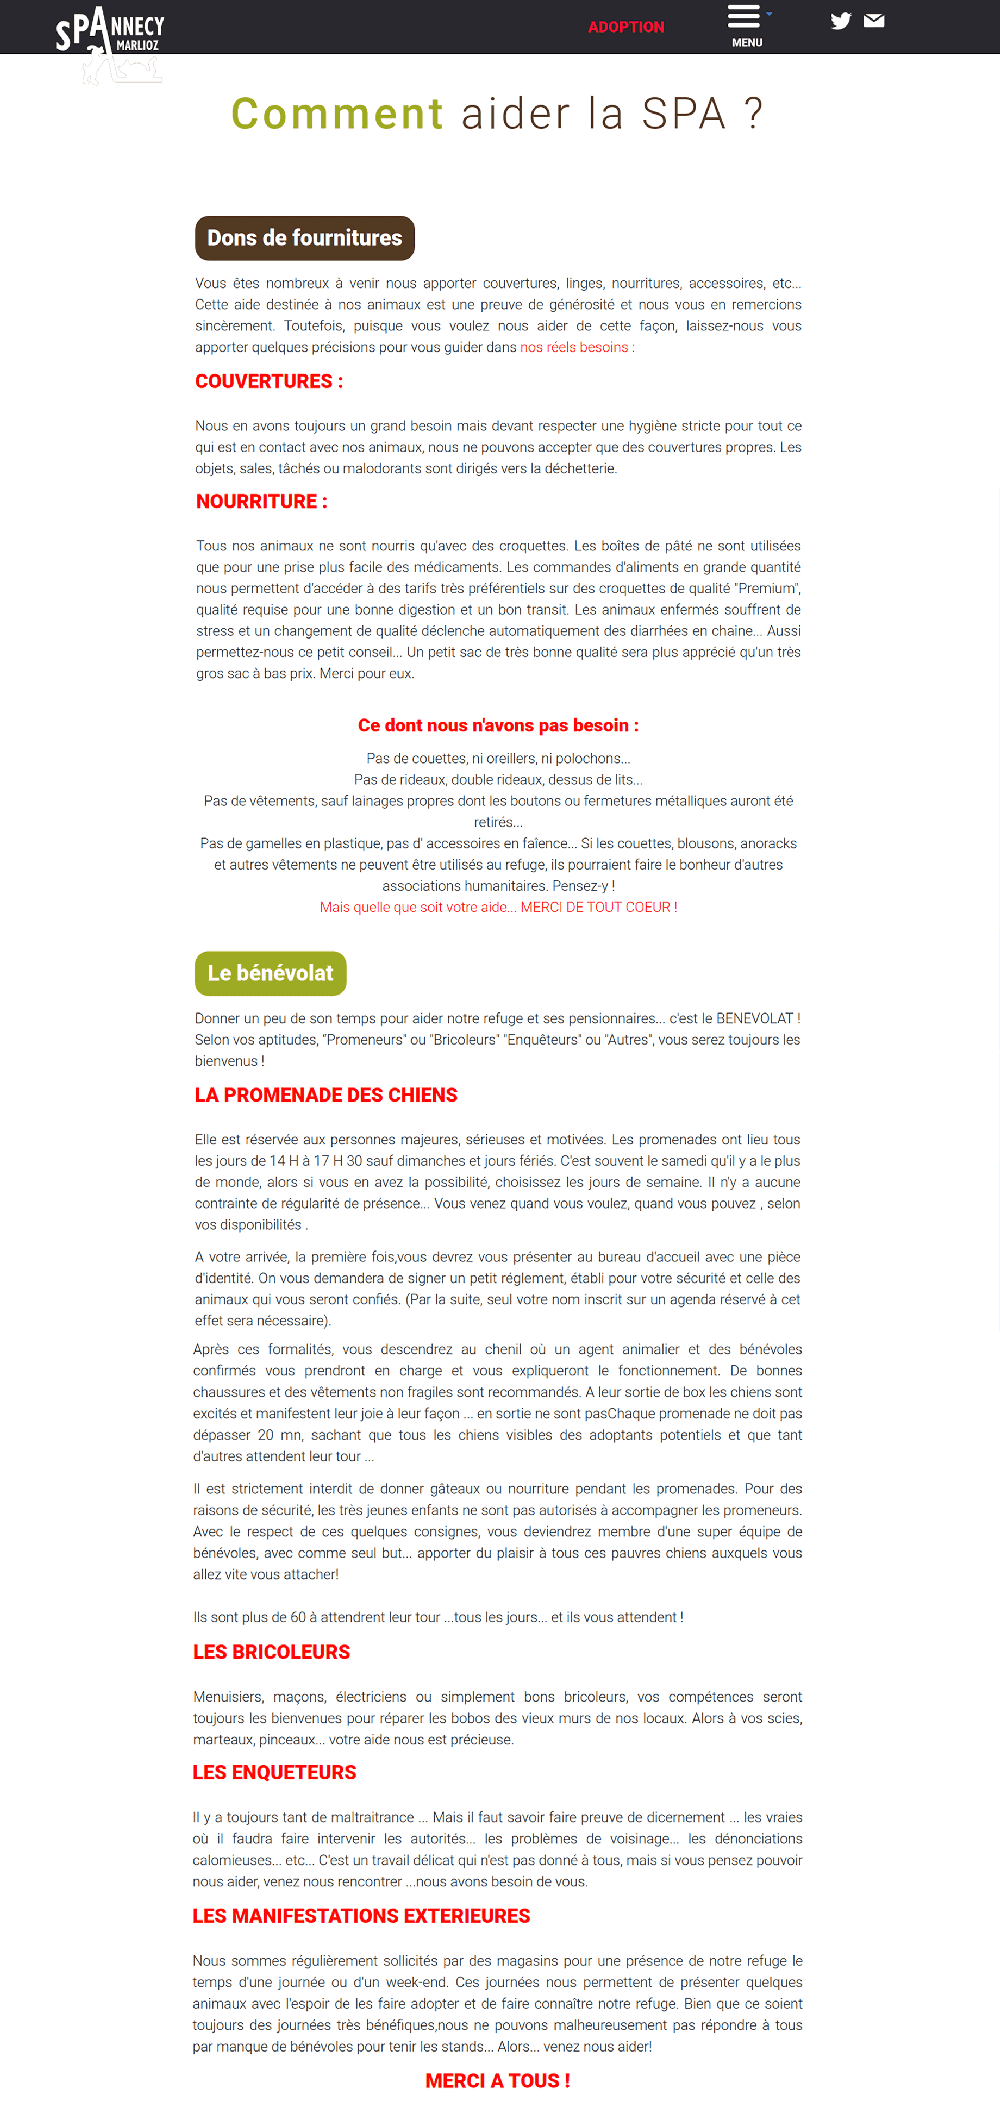 SPANNECY
MARLIOZ
ADOPTION
MENU
Comment aider la SPA ?
Dons de fournitures
Vous êtes nombreux à venir nous apporter couvertures, linges, nourritures, accessoires, etc...
Cette aide destinée à nos animaux est une preuve de générosité et nous vous en remercions
sincèrement. Toutefois, puisque vous voulez nous aider de cette façon, laissez-nous vous
apporter quelques précisions pour vous guider dans nos réels besoins :
COUVERTURES :
Nous en avons toujours un grand besoin mais devant respecter une hygiène stricte pour tout ce
qui est en contact avec nos animaux, nous ne pouvons accepter que des couvertures propres. Les
objets, sales, tâchés ou malodorants sont dirigés vers la déchetterie.
NOURRITURE :
Tous nos animaux ne sont nourris qu'avec des croquettes. Les boîtes de pâté ne sont utilisées
que pour une prise plus facile des médicaments. Les commandes d'aliments en grande quantité
nous permettent d'accéder à des tarifs très préférentiels sur des croquettes de qualité "Premium",
qualité requise pour une bonne digestion et un bon transit. Les animaux enfermés souffrent de
stress et un changement de qualité déclenche automatiquement des diarrhées en chaine... Aussi
permettez-nous ce petit conseil... Un petit sac de très bonne qualité sera plus apprécié qu'un très
gros sac à bas prix. Merci pour eux.
Ce dont nous n'avons pas besoin :
Pas de couettes, ni oreillers, ni polochons...
Pas de rideaux, double rideaux, dessus de lits...
Pas de vêtements, sauf lainages propres dont les boutons ou fermetures métalliques auront été
retirés...
Pas de gamelles en plastique, pas d' accessoires en faîence... Si les couettes, blousons, anoracks
et autres vêtements ne peuvent être utilisés au refuge, ils pourraient faire le bonheur d'autres
associations humanitaires. Pensez-y !
Mais quelle que soit votre aide... MERCI DE TOUT COEUR !
Le bénévolat
Donner un peu de son temps pour aider notre refuge et ses pensionnaires... c'est le BENEVOLAT !
Selon vos aptitudes, "Promeneurs" ou "Bricoleurs" "Enquêteurs" ou "Autres", vous serez toujours les
bienvenus !
LA PROMENADE DES CHIENS
Elle est réservée aux personnes majeures, sérieuses et motivées. Les promenades ont lieu tous
les jours de 14 H à 17 H 30 sauf dimanches et jours fériés. C'est souvent le samedi qu'il y a le plus
de monde, alors si vous en avez la possibilité, choisissez les jours de semaine. Il n'y a aucune
contrainte de régularité de présence... Vous venez quand vous voulez, quand vous pouvez , selon
vos disponibilités .
A votre arrivée, la première fois,vous devrez vous présenter au bureau d'accueil avec une pièce
d'identité. On vous demandera de signer un petit réglement, établi pour votre sécurité et celle des
animaux qui vous seront confiés. (Par la suite, seul votre nom inscrit sur un agenda réservé à cet
effet sera nécessaire).
Après ces formalités, vous descendrez au chenil où un agent animalier et des bénévoles
confirmés vous prendront en charge et vous expliqueront le fonctionnement. De bonnes
chaussures et des vêtements non fragiles sont recommandés. A leur sortie de box les chiens sont
excités et manifestent leur joie à leur façon ... en sortie ne sont pasChaque promenade ne doit pas
dépasser 20 mn, sachant que tous les chiens visibles des adoptants potentiels et que tant
d'autres attendent leur tour ...
Il est strictement interdit de donner gâteaux ou nourriture pendant les promenades. Pour des
raisons de sécurité, les très jeunes enfants ne sont pas autorisés à accompagner les promeneurs.
Avec le respect de ces quelques consignes, vous deviendrez membre d'une super équipe de
bénévoles, avec comme seul but... apporter du plaisir à tous ces pauvres chiens auxquels vous
allez vite vous attacher!
Ils sont plus de 60 à attendrent leur tour ...tous les jours... et ils vous attendent !
LES BRICOLEURS
Menuisiers, maçons, électriciens ou simplement bons bricoleurs, vos compétences seront
toujours les bienvenues pour réparer les bobos des vieux murs de nos locaux. Alors à vos scies,
marteaux, pinceaux... votre aide nous est précieuse.
LES ENQUETEURS
Il y a toujours tant de maltraitrance ... Mais il faut savoir faire preuve de dicernement ... les vraies
où il faudra faire intervenir les autorités... les problèmes de voisinage... les dénonciations
calomieuses... etc... C'est un travail délicat qui n'est pas donné à tous, mais si vous pensez pouvoir
nous aider, venez nous rencontrer ...nous avons besoin de vous.
LES MANIFESTATIONS EXTERIEURES
Nous sommes régulièrement sollicités par des magasins pour une présence de notre refuge le
temps d'une journée ou d'un week-end. Ces journées nous permettent de présenter quelques
animaux avec l'espoir de les faire adopter et de faire connaître notre refuge. Bien que ce soient
toujours des journées très bénéfiques,nous ne pouvons malheureusement pas répondre à tous
par manque de bénévoles pour tenir les stands... Alors... venez nous aider!
MERCI A TOUS !